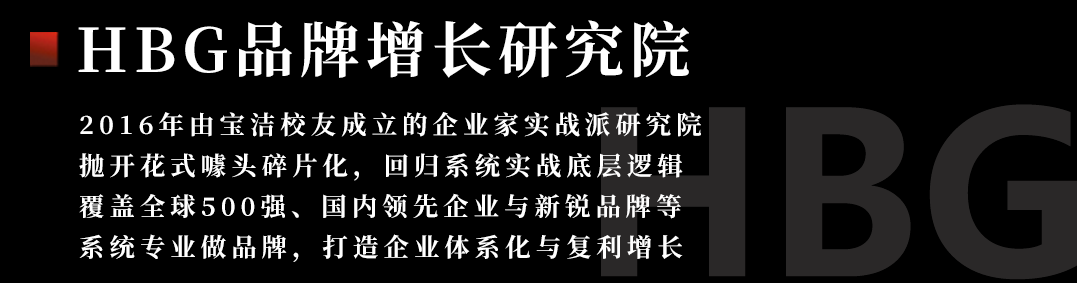 HBG品牌增长研究院
2016年由宝洁校友成立的企业家实战派研究院
抛开花式噱头碎片化，回归系统实战底层逻辑
覆盖全球500强、国内领先企业与新锐品牌等
系统专业做品牌，打造企业体系化与复利增长
HBG